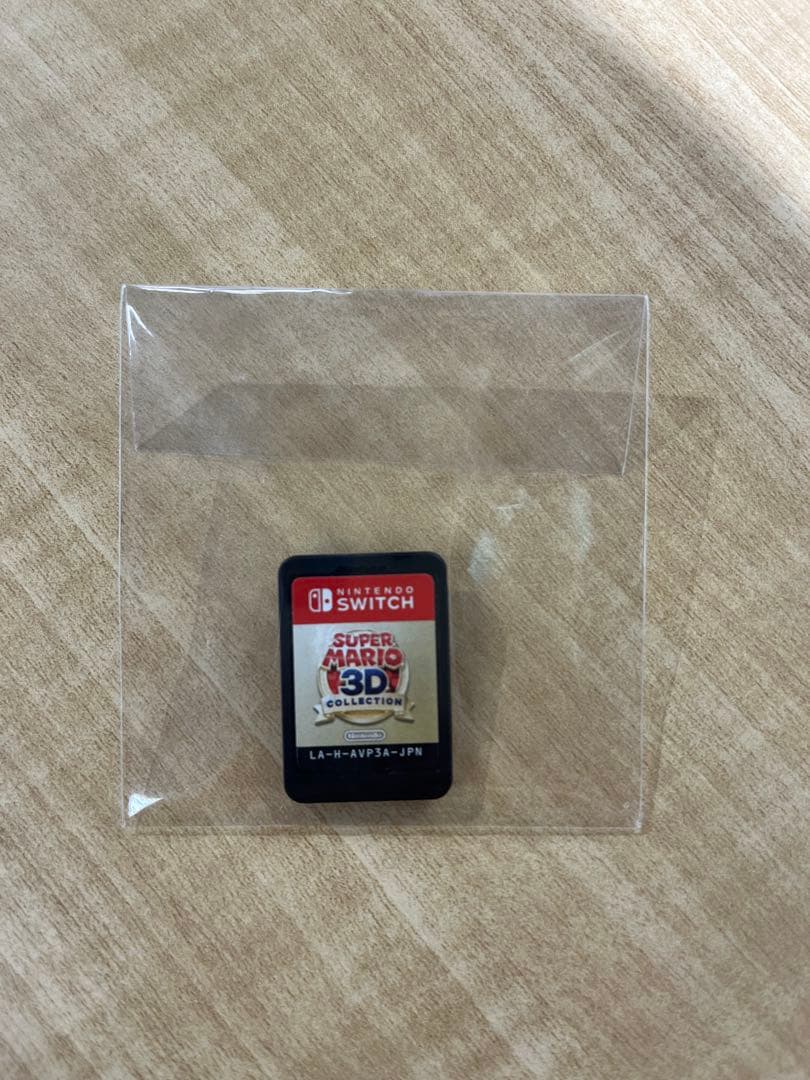 NINTENDO
SWITCH
SUPER
MARIO
3D
COLLECTION
Nintendo
LA-H-AVP3A-JPN